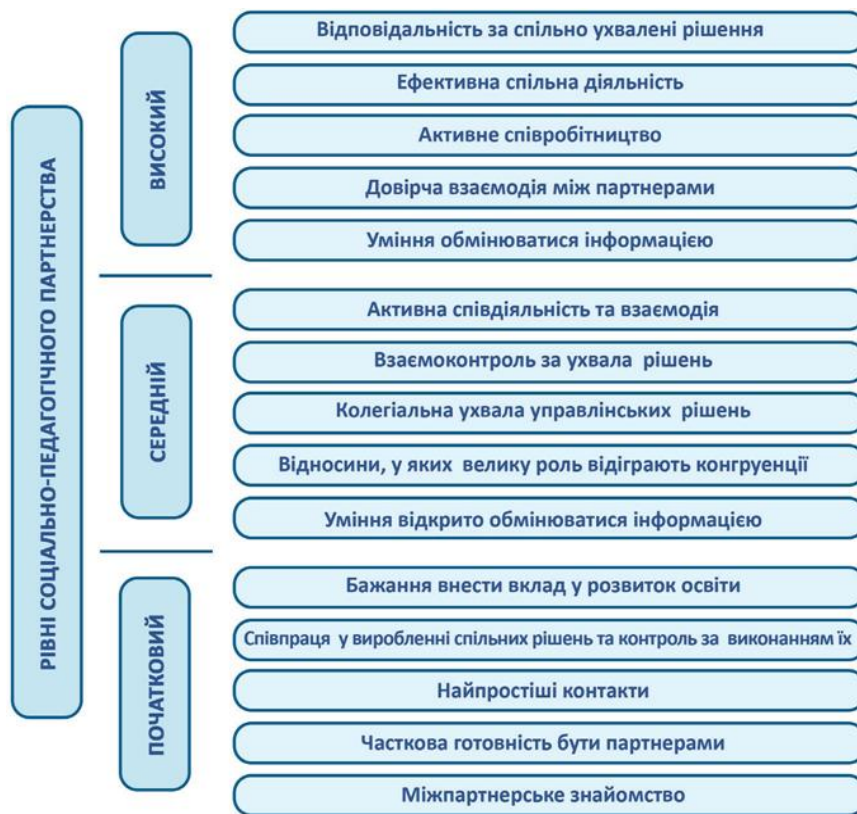 РІВНІ СОЦІАЛЬНО-ПЕДАГОГІЧНОГО ПАРТНЕРСТВА
ВИСОКИЙ
Відповідальність за спільно ухвалені рішення
Ефективна спільна діяльність
Активне співробітництво
Довірча взаємодія між партнерами
Уміння обмінюватися інформацією
СЕРЕДНІЙ
Активна співдіяльність та взаємодія
Взаємоконтроль за ухвала рішень
Колегіальна ухвала управлінських рішень
Відносини, у яких велику роль відіграють конгруенції
Уміння відкрито обмінюватися інформацією
ПОЧАТКОВИЙ
Бажання внести вклад у розвиток освіти
Співпраця у виробленні спільних рішень та контроль за виконанням їх
Найпростіші контакти
Часткова готовність бути партнерами
Міжпартнерське знайомство